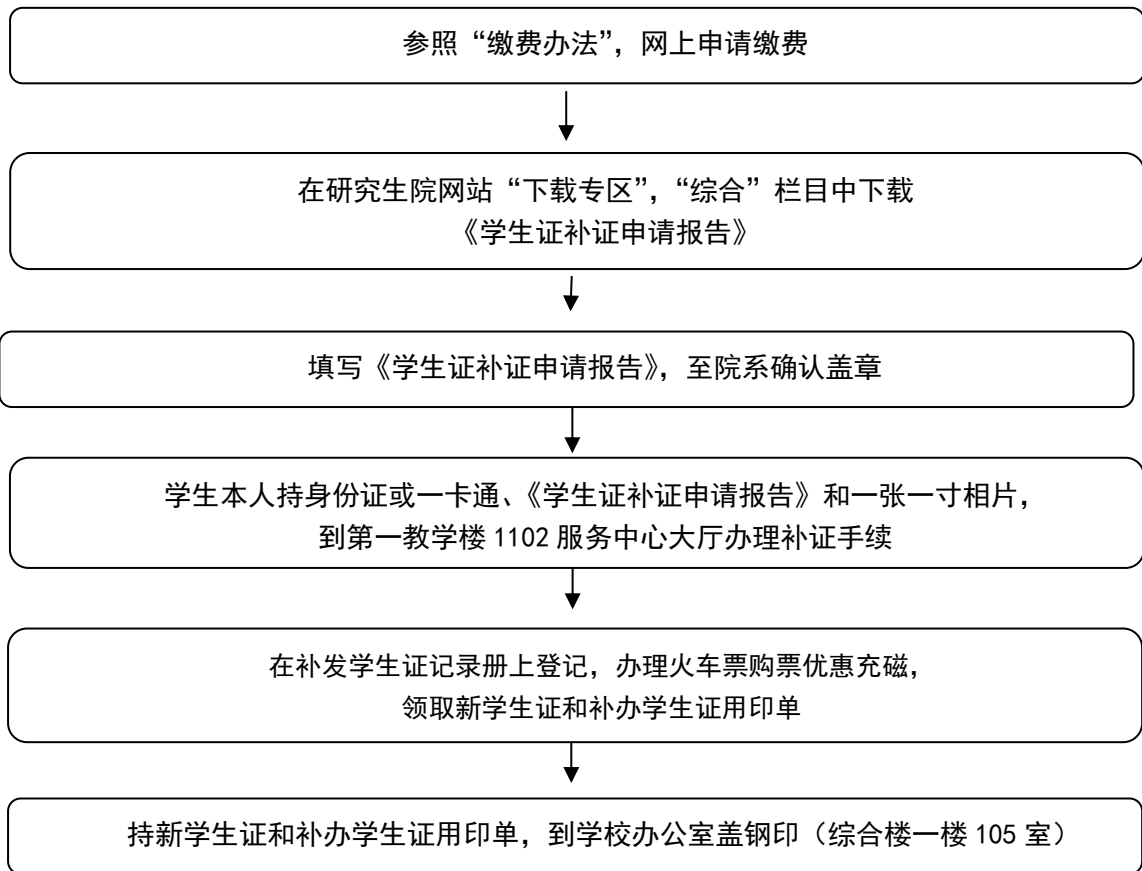 参照“缴费办法”，网上申请缴费
在研究生院网站“下载专区”，“综合”栏目中下载
《学生证补证申请报告》
填写《学生证补证申请报告》，至院系确认盖章
学生本人持身份证或一卡通、《学生证补证申请报告》和一张一寸相片，
到第一教学楼 1102 服务中心大厅办理补证手续
在补发学生证记录册上登记，办理火车票购票优惠充磁，
领取新学生证和补办学生证用印单
持新学生证和补办学生证用印单，到学校办公室盖钢印（综合楼一楼 105 室）